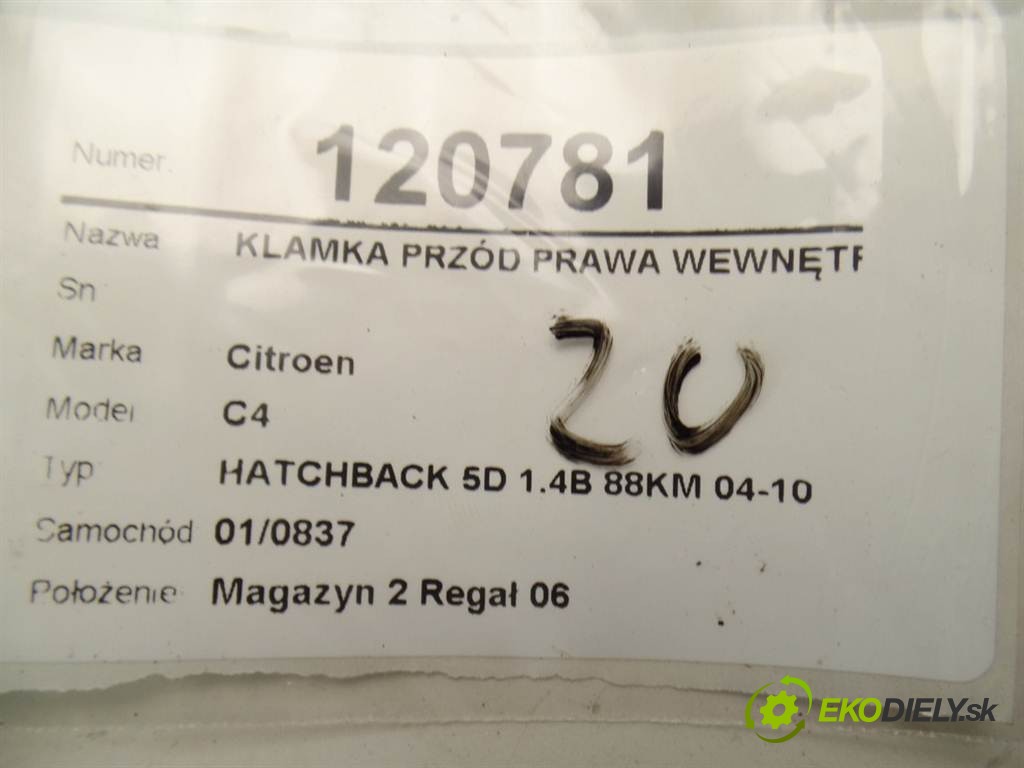 Numer. 120781
Nazwa KLAMKA PRZÓD PRAWA WEWNĘTR
Sn
20
Marka Citroen
Model C4
Typ HATCHBACK 5D 1.4B 88KM 04-10
Samochód 01/0837
Położenie Magazyn 2 Regał 06
EKODIELY.sk